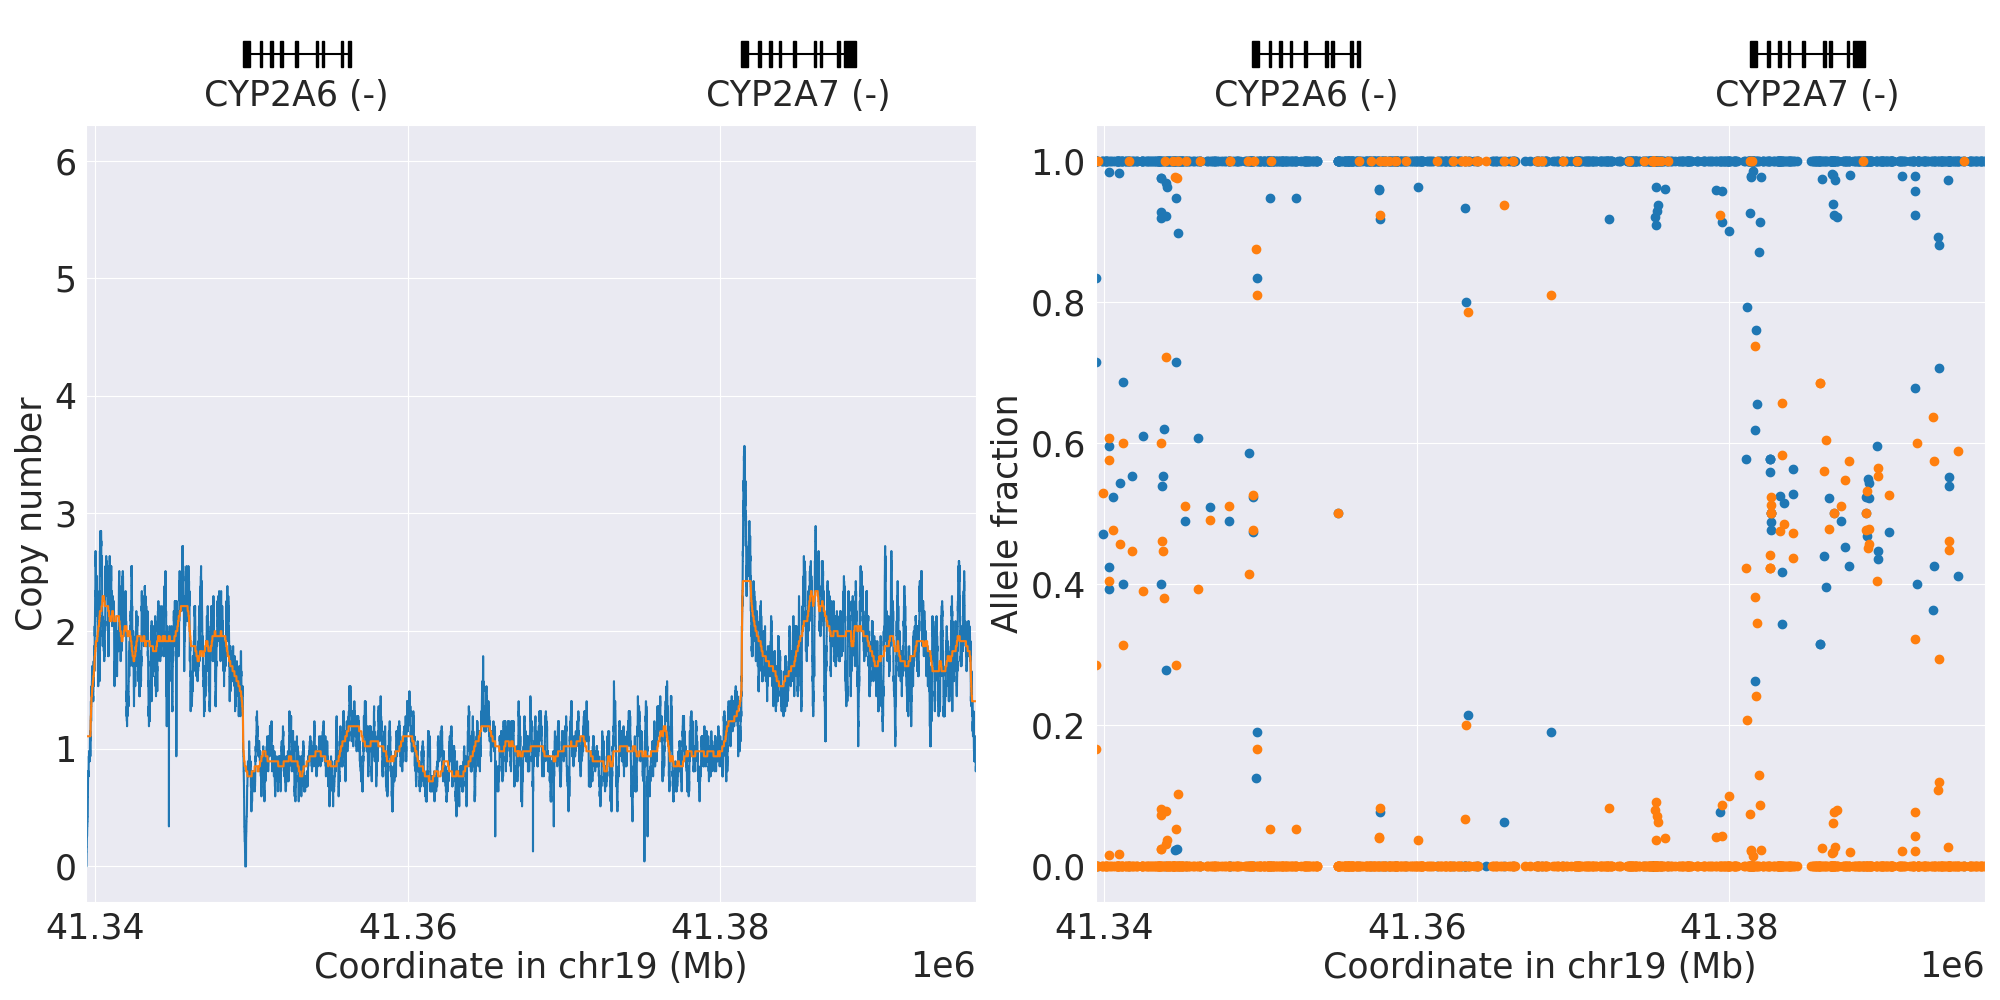 CYP2A6 (-)
CYP2A7 (-)
6
5
4
3
2
1
0
Copy number
41.34
41.36
41.38
Coordinate in chr19 (Mb)
1e6
CYP2A6 (-)
CYP2A7 (-)
1.0
0.8
0.6
0.4
0.2
0.0
Allele fraction
41.34
41.36
41.38
Coordinate in chr19 (Mb)
1e6